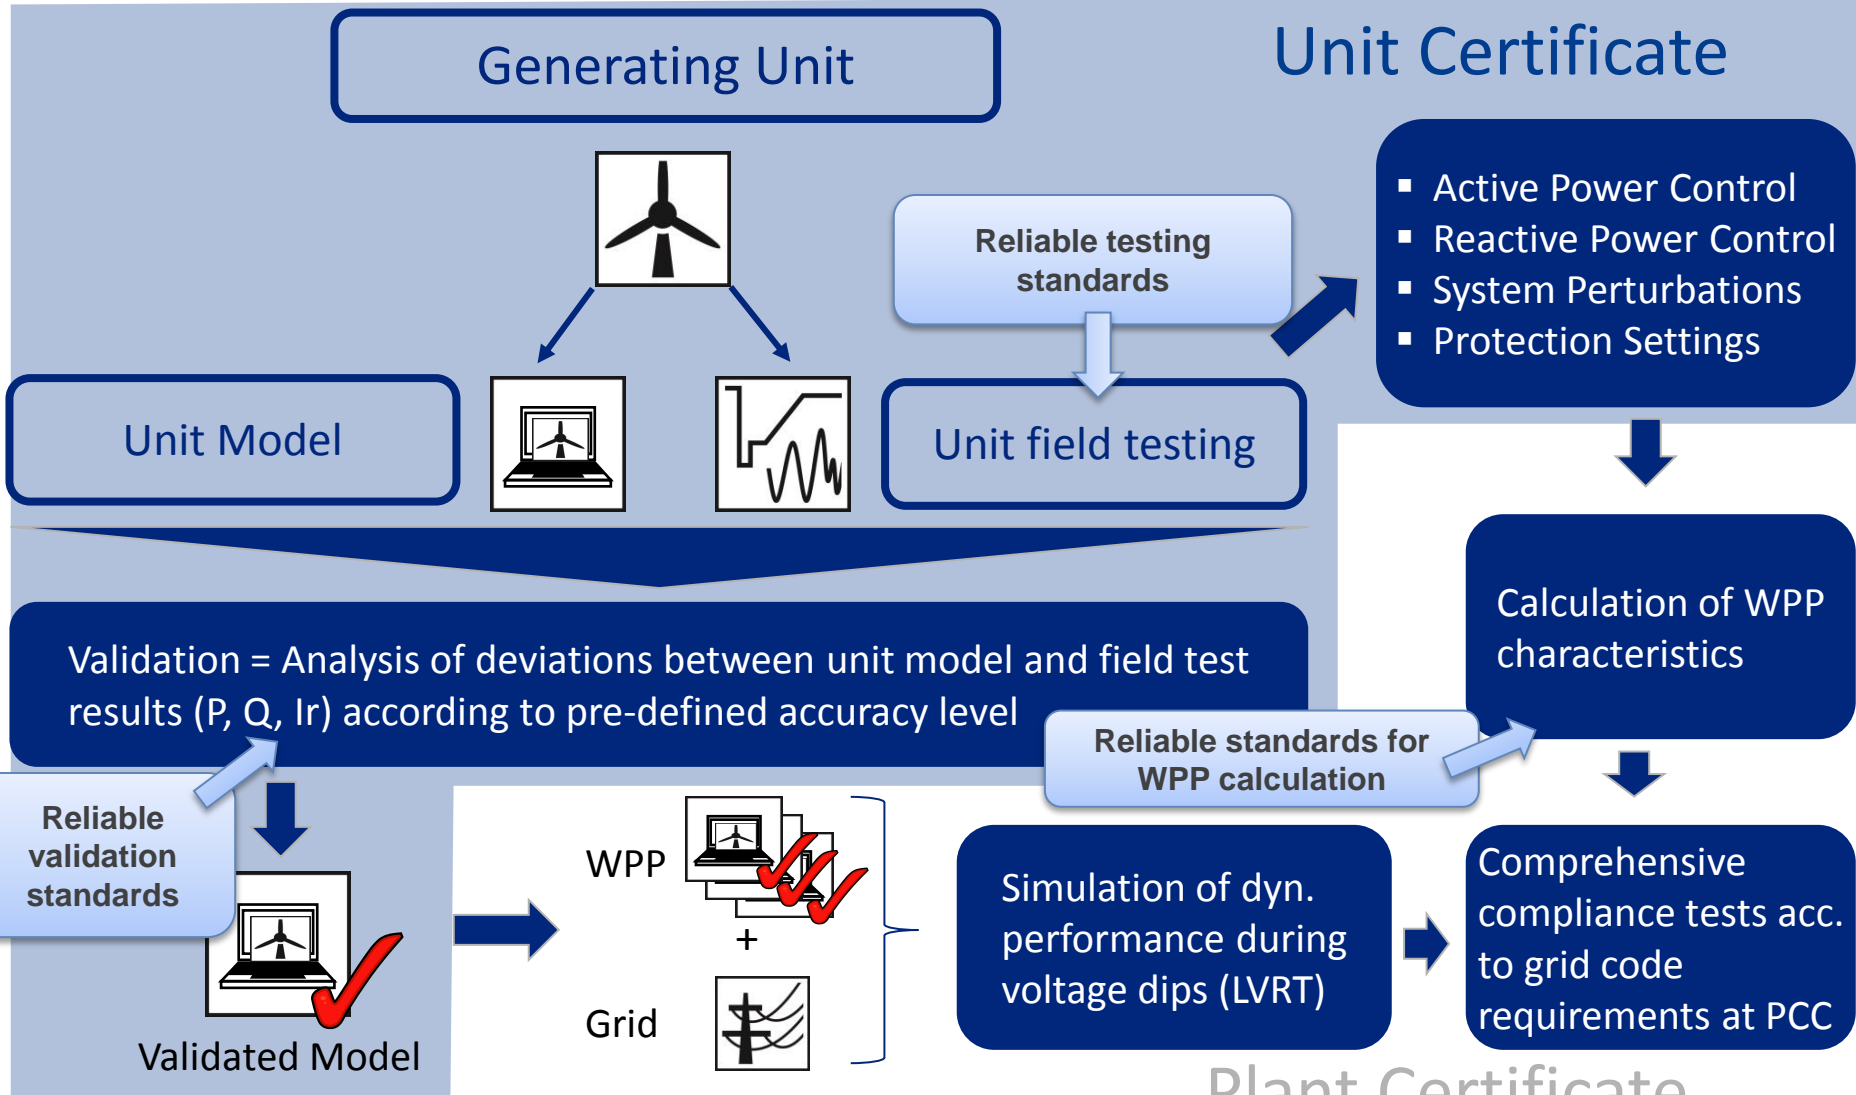 Generating Unit
Unit Certificate
▪ Active Power Control
▪ Reactive Power Control
▪ System Perturbations
▪ Protection Settings
Reliable testing
standards
Unit Model
Unit field testing
Validation = Analysis of deviations between unit model and field test
results (P, Q, Ir) according to pre-defined accuracy level
Calculation of WPP
characteristics
Reliable standards for
WPP calculation
Reliable
validation
standards
Validated Model
WPP
+
Grid
Simulation of dyn.
performance during
voltage dips (LVRT)
Comprehensive
compliance tests acc.
to grid code
requirements at PCC
Plant Certificate